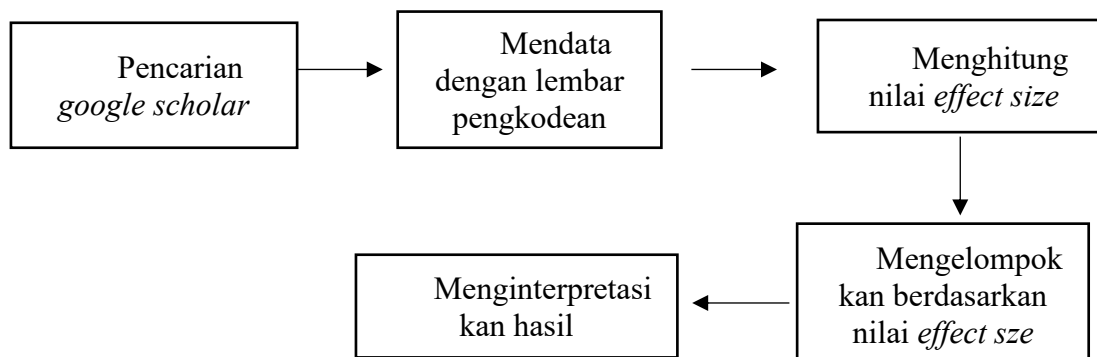 Pencarian
google scholar
Mendata
dengan lembar
pengkodean
Menghitung
nilai effect size
Mengelompok
kan berdasarkan
nilai effect sze
Menginterpretasi
kan hasil